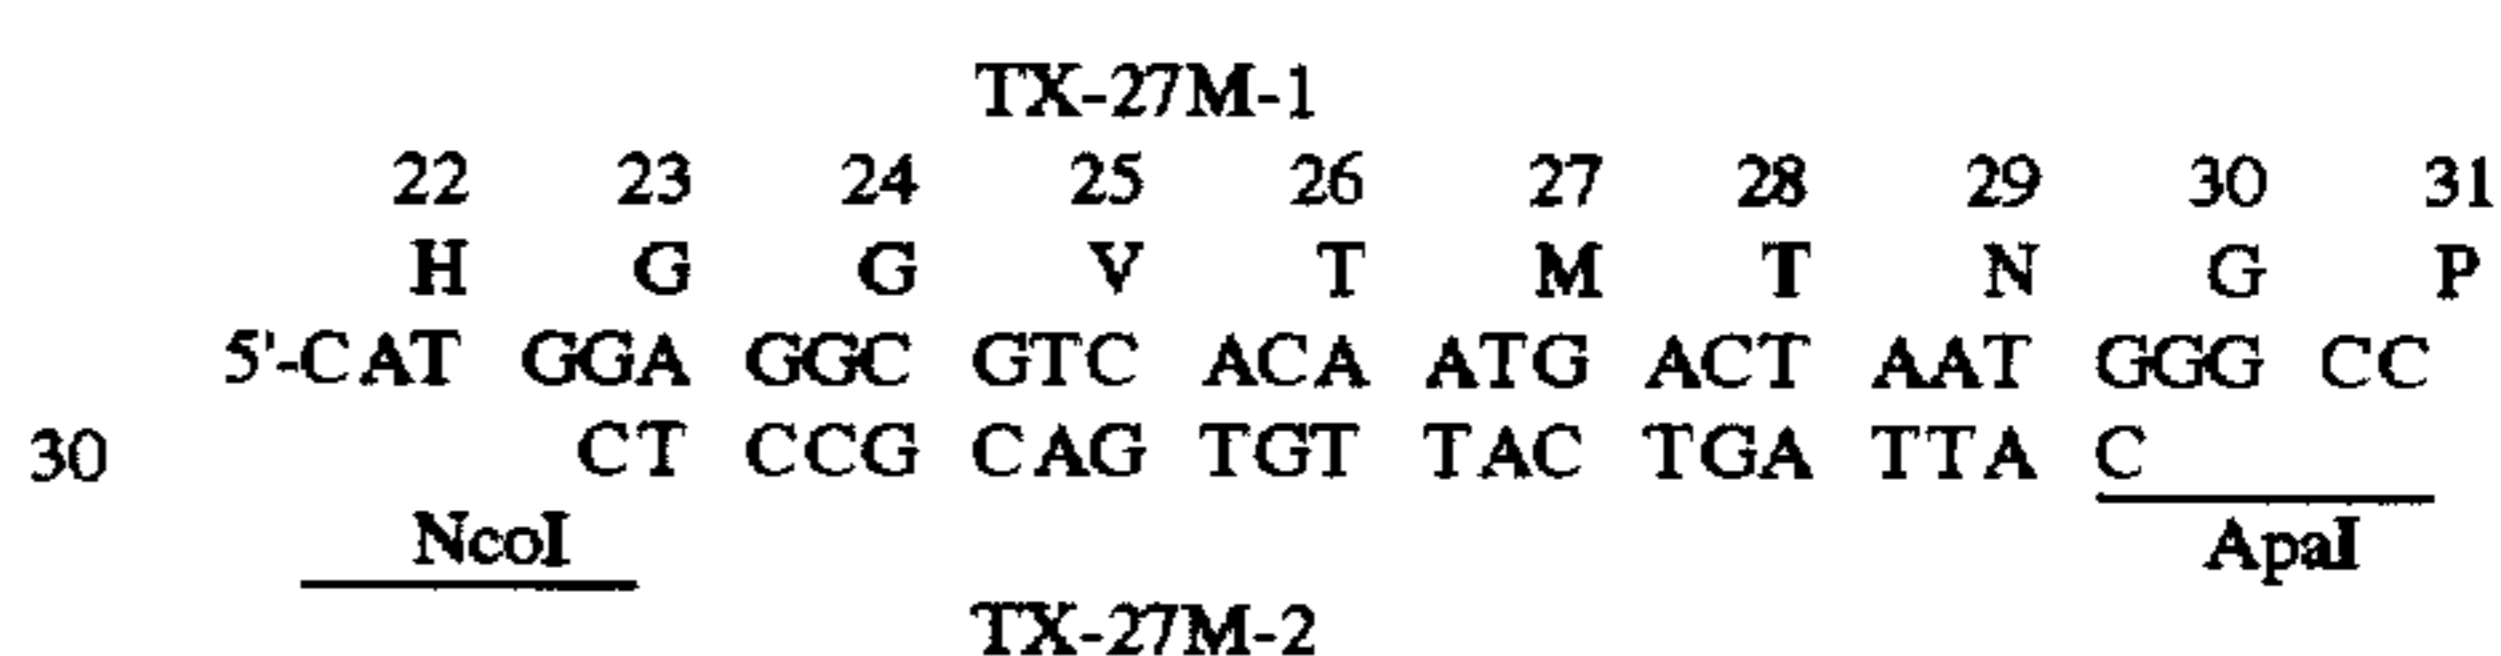 TX-27M-1
22 23 24 25 26 27 28 29 30 31
H G G V T M T N G P
5'-CAT GGA GGC GTC ACA ATG ACT AAT GGG CC
30 CT CCG CAG TGT TAC TGA TTA C
NcoI ApaI
TX-27M-2